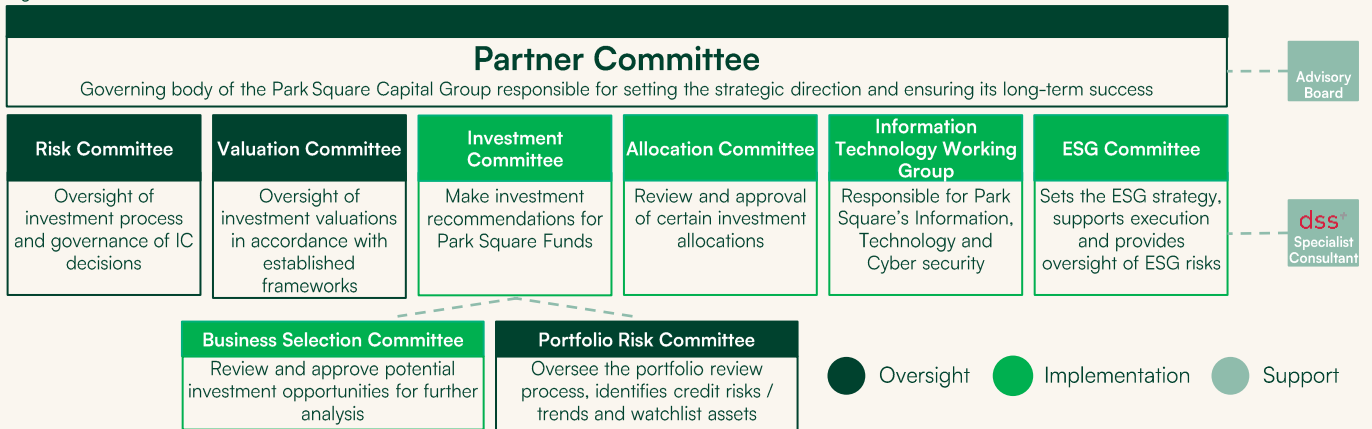 Partner Committee
Governing body of the Park Square Capital Group responsible for setting the strategic direction and ensuring its long-term success
Advisory
Board
Risk Committee
Oversight of
investment process
and governance of IC
decisions
Valuation Committee
Oversight of
investment valuations
in accordance with
established
frameworks
Investment
Committee
Make investment
recommendations for
Park Square Funds
Allocation Committee
Review and approval
of certain investment
allocations
Information
Technology Working
Group
Responsible for Park
Square's Information,
Technology and
Cyber security
ESG Committee
Sets the ESG strategy,
supports execution
and provides
oversight of ESG risks
dss+
Specialist
Consultant
Business Selection Committee
Review and approve potential
investment opportunities for further
analysis
Portfolio Risk Committee
Oversee the portfolio review
process, identifies credit risks /
trends and watchlist assets
Oversight
Implementation
Support